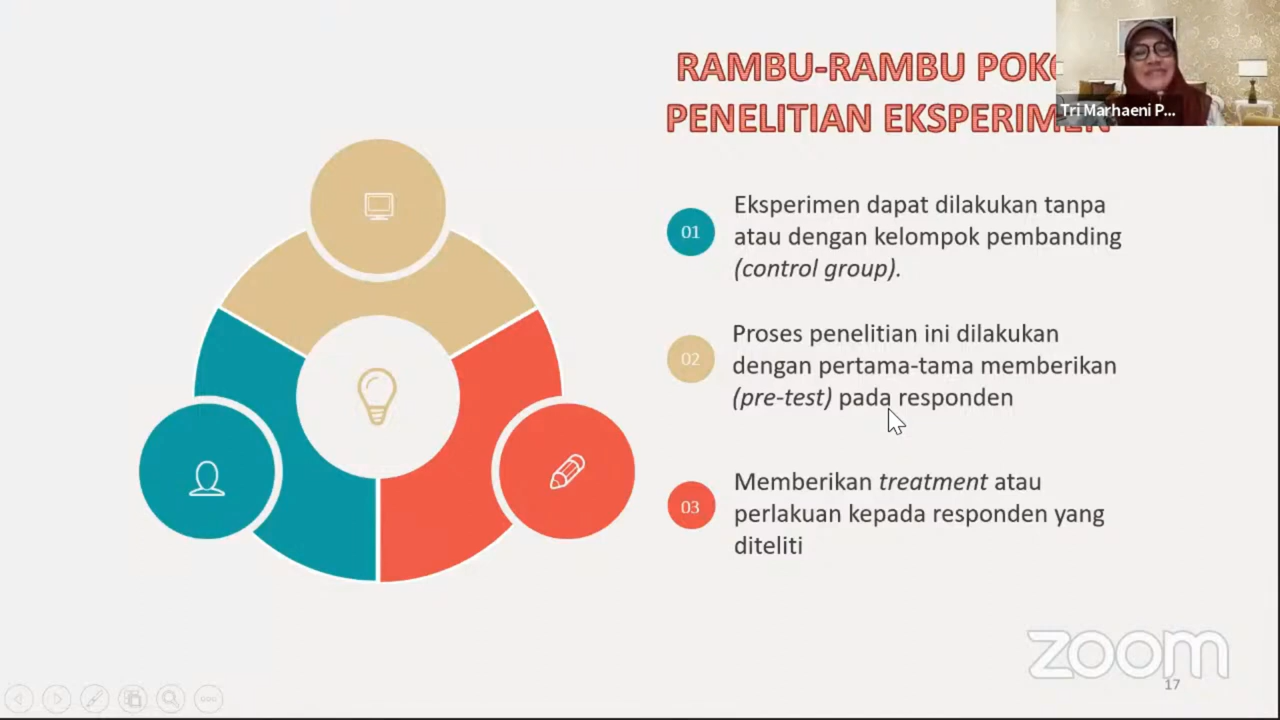 RAMBU-RAMBU
PENELITIAN
Tri Marhaeni P...
01
Eksperimen dapat dilakukan tanpa
atau dengan kelompok pembanding
(control group).
02
Proses penelitian ini dilakukan
dengan pertama-tama memberikan
(pre-test) pada responden
03
Memberikan treatment atau
perlakuan kepada responden yang
diteliti
zoom
17